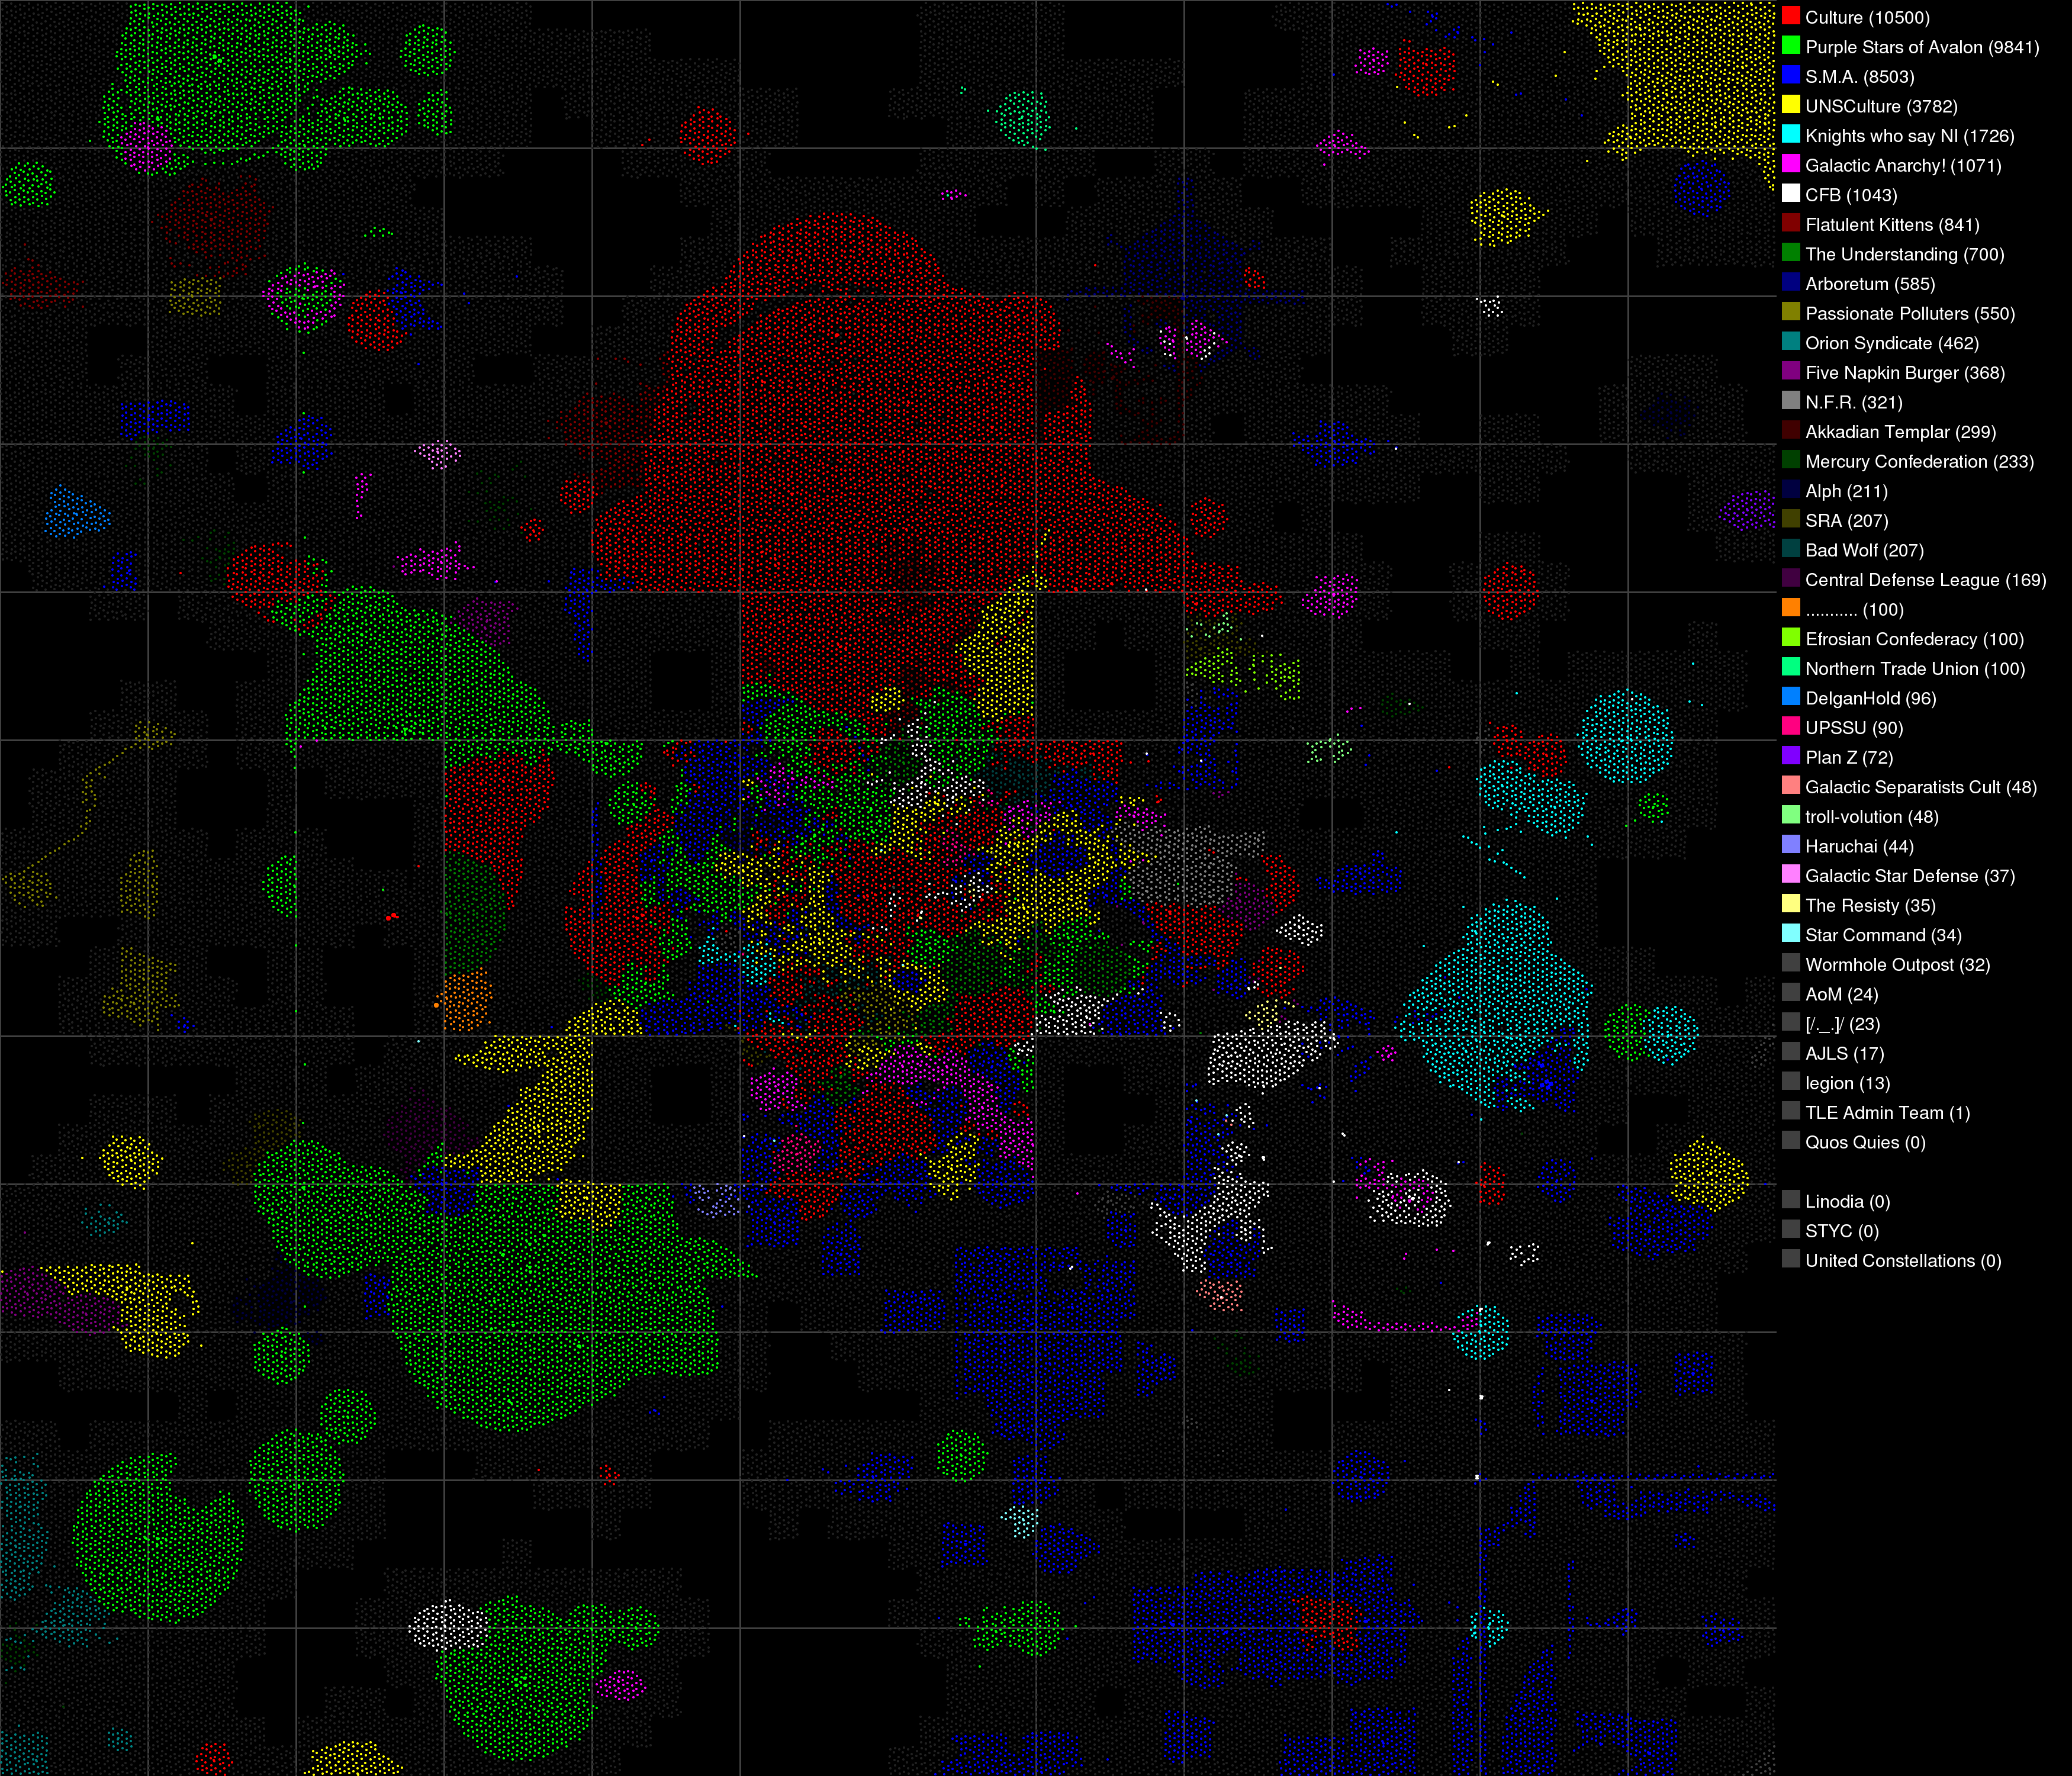 Culture (10500)
Purple Stars of Avalon (9841)
S.M.A. (8503)
UNSCulture (3782)
Knights who say NI (1726)
Galactic Anarchy! (1071)
CFB (1043)
Flatulent Kittens (841)
The Understanding (700)
Arboretum (585)
Passionate Polluters (550)
Orion Syndicate (462)
Five Napkin Burger (368)
N.F.R. (321)
Akkadian Templar (299)
Mercury Confederation (233)
Alph (211)
SRA (207)
Bad Wolf (207)
Central Defense League (169)
........... (100)
Efrosian Confederacy (100)
Northern Trade Union (100)
DelganHold (96)
UPSSU (90)
Plan Z (72)
Galactic Separatists Cult (48)
troll-volution (48)
Haruchai (44)
Galactic Star Defense (37)
The Resisty (35)
Star Command (34)
Wormhole Outpost (32)
AoM (24)
[/._.]/ (23)
AJLS (17)
legion (13)
TLE Admin Team (1)
Quos Quies (0)
Linodia (0)
STYC (0)
United Constellations (0)